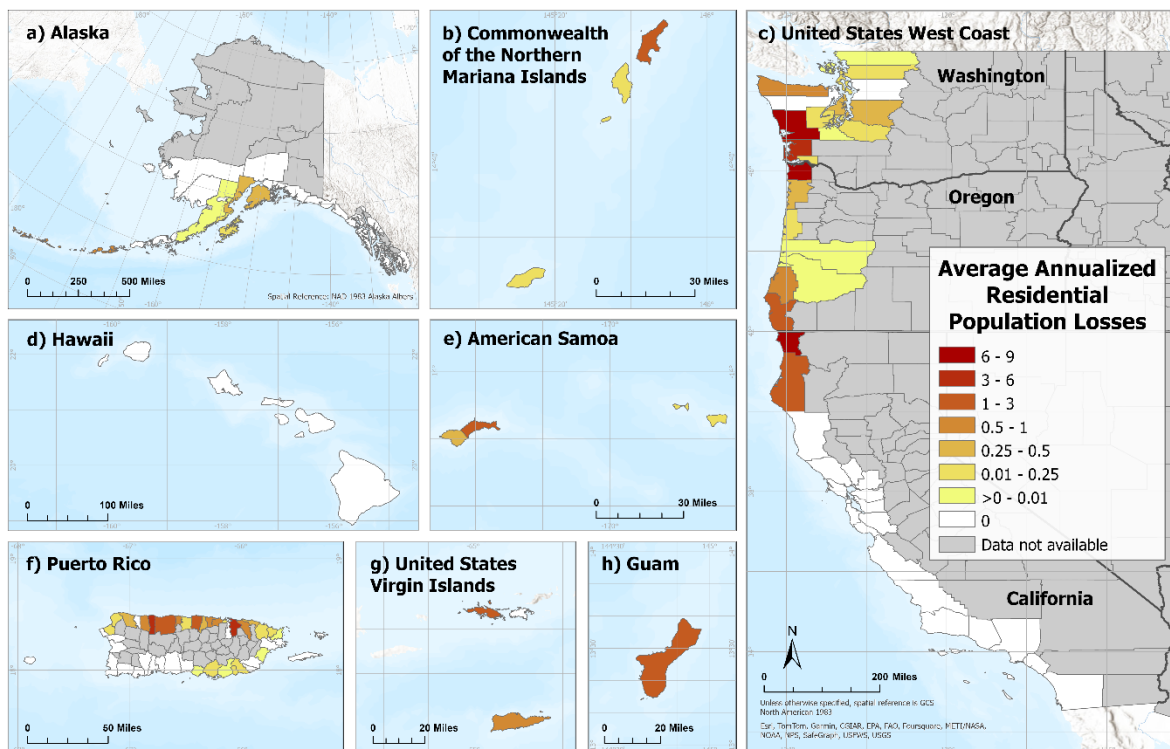 a) Alaska
0
250
500 Miles
Spatial Reference: NAD 1983 Alaska Albers
b) Commonwealth
of the Northern
Mariana Islands
0
30 Miles
c) United States West Coast
Washington
Oregon
California
Average Annualized
Residential
Population Losses
6 - 9
3 - 6
1 - 3
0.5 - 1
0.25 - 0.5
0.01 - 0.25
>0 - 0.01
0
Data not available
N
0
200 Miles
Unless otherwise specified, spatial reference is GCS
North American 1983
Esri, TomTom, Garmin, CGIAR, EPA, FAO, Foursquare, METI/NASA,
NOAA, NPS, SafeGraph, USFWS, USGS
d) Hawaii
0
100 Miles
e) American Samoa
0
30 Miles
f) Puerto Rico
0
50 Miles
g) United States
Virgin Islands
0
20 Miles
h) Guam
0
20 Miles